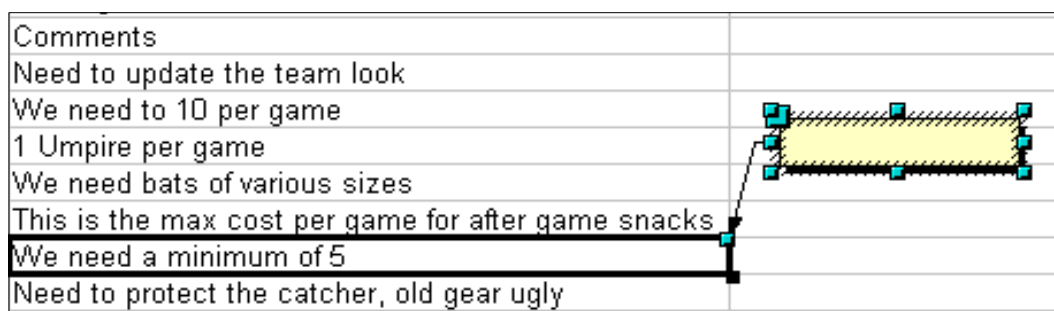 Comments
Need to update the team look
We need to 10 per game
1 Umpire per game
We need bats of various sizes
This is the max cost per game for after game snacks
We need a minimum of 5
Need to protect the catcher, old gear ugly